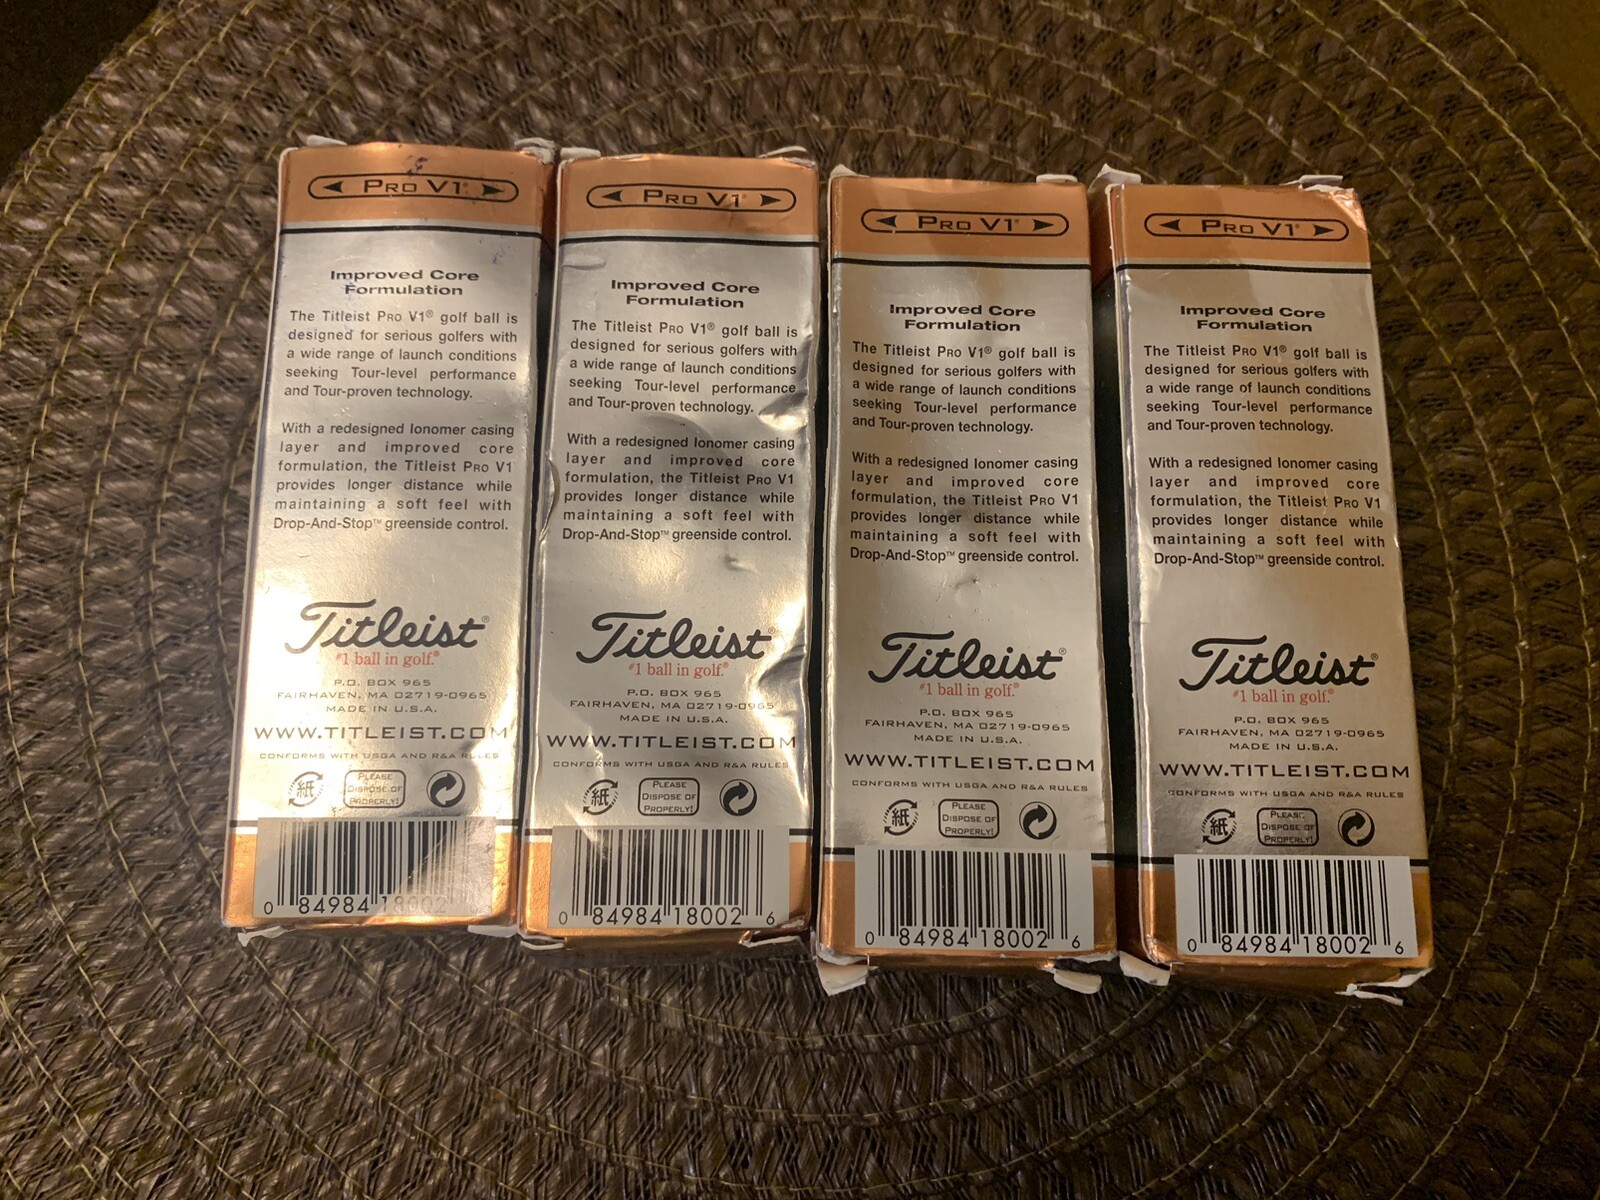 PRO V1®
Improved Core
Formulation
The Titleist PRO V1® golf ball is
designed for serious golfers with
a wide range of launch conditions
seeking Tour-level performance
and Tour-proven technology.
With a redesigned Ionomer casing
layer and improved core
formulation, the Titleist PRO V1
provides longer distance while
maintaining a soft feel with
Drop-And-Stop™ greenside control.
Titleist®
#1 ball in golf.®
P.O. BOX 965
FAIRHAVEN, MA 02719-0965
MADE IN U.S.A.
WWW.TITLEIST.COM
CONFORMS WITH USGA AND R&A RULES
紙
PLEASE
DISPOSE OF
PROPERLY!
0 84984 18002
PRO V1®
Improved Core
Formulation
The Titleist PRO V1® golf ball is
designed for serious golfers with
a wide range of launch conditions
seeking Tour-level performance
and Tour-proven technology.
With a redesigned Ionomer casing
layer and improved core
formulation, the Titleist PRO V1
provides longer distance while
maintaining a soft feel with
Drop-And-Stop™ greenside control.
Titleist®
#1 ball in golf.®
P.O. BOX 965
FAIRHAVEN, MA 02719-0965
MADE IN U.S.A.
WWW.TITLEIST.COM
CONFORMS WITH USGA AND R&A RULES
紙
PLEASE
DISPOSE OF
PROPERLY!
0 84984 18002 6
PRO V1®
Improved Core
Formulation
The Titleist PRO V1® golf ball is
designed for serious golfers with
a wide range of launch conditions
seeking Tour-level performance
and Tour-proven technology.
With a redesigned Ionomer casing
layer and improved core
formulation, the Titleist PRO V1
provides longer distance while
maintaining a soft feel with
Drop-And-Stop™ greenside control.
Titleist®
#1 ball in golf.®
P.O. BOX 965
FAIRHAVEN, MA 02719-0965
MADE IN U.S.A.
WWW.TITLEIST.COM
CONFORMS WITH USGA AND R&A RULES
紙
PLEASE
DISPOSE OF
PROPERLY!
0 84984 18002 6
PRO V1®
Improved Core
Formulation
The Titleist PRO V1® golf ball is
designed for serious golfers with
a wide range of launch conditions
seeking Tour-level performance
and Tour-proven technology.
With a redesigned Ionomer casing
layer and improved core
formulation, the Titleist PRO V1
provides longer distance while
maintaining a soft feel with
Drop-And-Stop™ greenside control.
Titleist®
#1 ball in golf.®
P.O. BOX 965
FAIRHAVEN, MA 02719-0965
MADE IN U.S.A.
WWW.TITLEIST.COM
CONFORMS WITH USGA AND R&A RULES
紙
PLEASE
DISPOSE OF
PROPERLY!
0 84984 18002 6